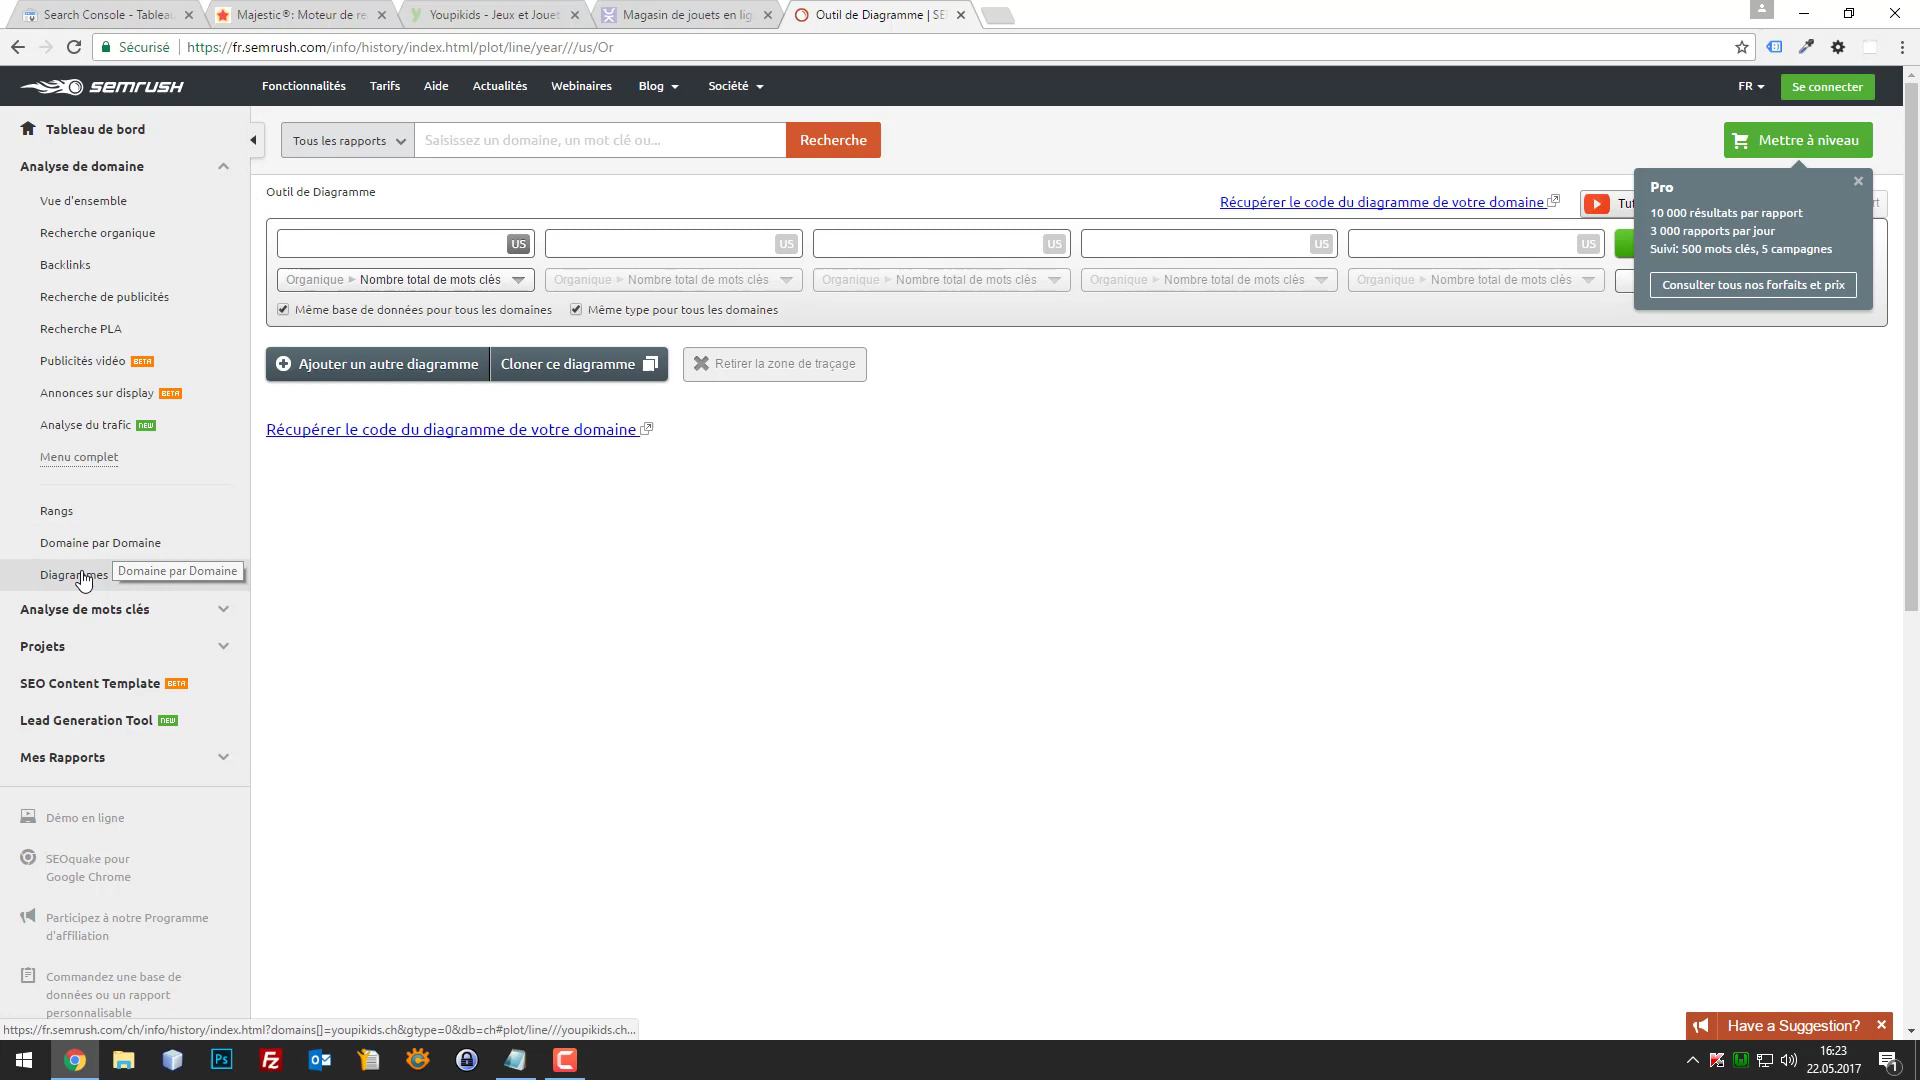 Search Console - Tableau
Majestic®: Moteur de re
Youpikids - Jeux et Jouet
Magasin de jouets en lig
Outil de Diagramme | SE
Sécurisé
https://fr.semrush.com/info/history/index.html/plot/line/year///us/Or
semrush
Fonctionnalités
Tarifs
Aide
Actualités
Webinaires
Blog
Société
FR
Se connecter
Tableau de bord
Analyse de domaine
Vue d'ensemble
Recherche organique
Backlinks
Recherche de publicités
Recherche PLA
Publicités vidéo BETA
Annonces sur display BETA
Analyse du trafic NEW
Menu complet
Rangs
Domaine par Domaine
Diagrammes
Domaine par Domaine
Analyse de mots clés
Projets
SEO Content Template BETA
Lead Generation Tool NEW
Mes Rapports
Démo en ligne
SEOquake pour
Google Chrome
Participez à notre Programme
d'affiliation
Commandez une base de
données ou un rapport
personnalisable
Tous les rapports
Saisissez un domaine, un mot clé ou...
Recherche
Mettre à niveau
Outil de Diagramme
Récupérer le code du diagramme de votre domaine
Tut
rt
Pro
10 000 résultats par rapport
3 000 rapports par jour
Suivi: 500 mots clés, 5 campagnes
Consulter tous nos forfaits et prix
US
US
US
US
US
Organique ▸ Nombre total de mots clés
Organique ▸ Nombre total de mots clés
Organique ▸ Nombre total de mots clés
Organique ▸ Nombre total de mots clés
Organique ▸ Nombre total de mots clés
Même base de données pour tous les domaines
Même type pour tous les domaines
Ajouter un autre diagramme
Cloner ce diagramme
Retirer la zone de traçage
Récupérer le code du diagramme de votre domaine
https://fr.semrush.com/ch/info/history/index.html?domains[]=youpikids.ch&gtype=0&db=ch#plot/line///youpikids.ch...
Have a Suggestion?
Ps
Fz
16:23
22.05.2017
1